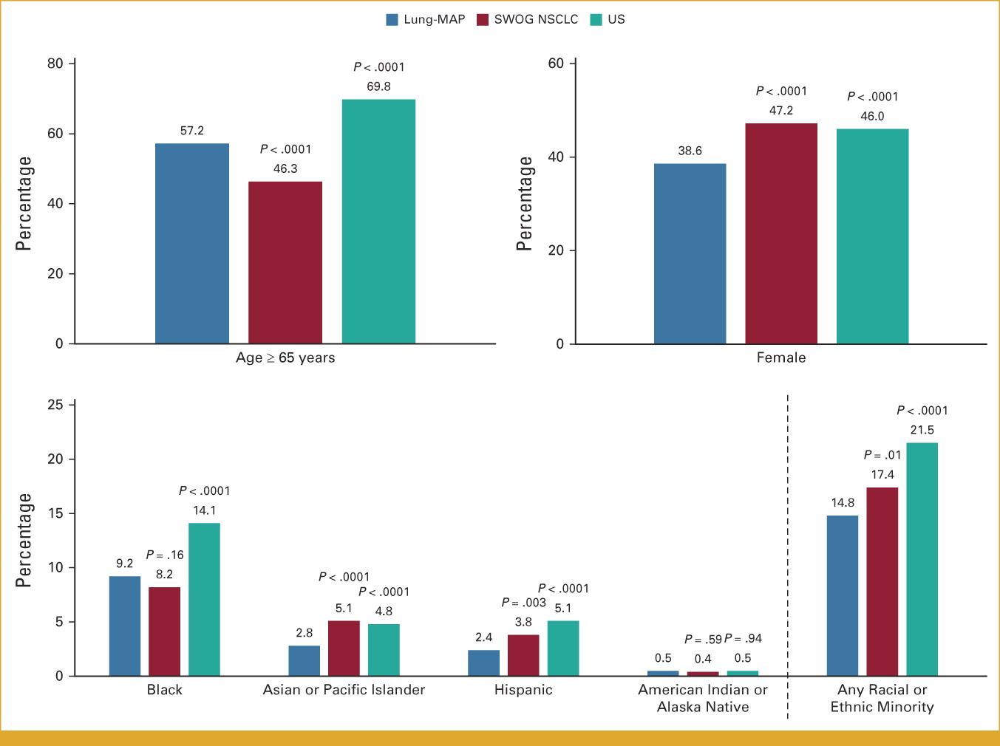 Lung-MAP SWOG NSCLC US
Percentage
80
60
40
20
0
57.2
P < .0001
46.3
P < .0001
69.8
Age ≥ 65 years
Percentage
60
40
20
0
38.6
P < .0001
47.2
P < .0001
46.0
Female
Percentage
25
20
15
10
5
0
9.2
P = .16
8.2
P < .0001
14.1
Black
2.8
P < .0001
5.1
P < .0001
4.8
Asian or Pacific Islander
2.4
P = .003
3.8
P < .0001
5.1
Hispanic
0.5
P = .59
0.4
P = .94
0.5
American Indian or
Alaska Native
14.8
P = .01
17.4
P < .0001
21.5
Any Racial or
Ethnic Minority